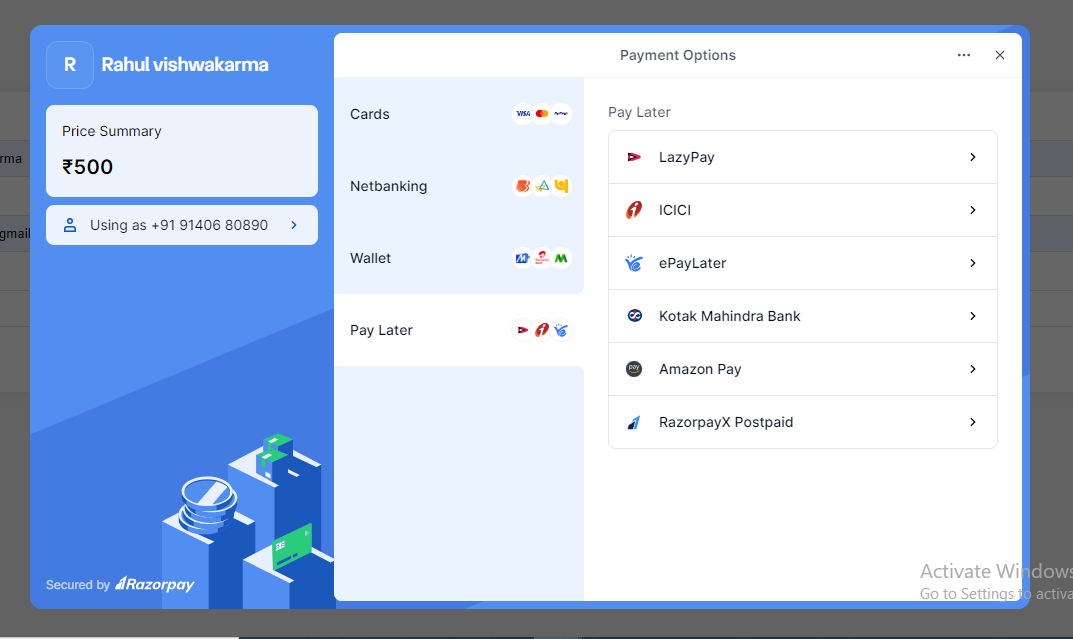 R
Rahul vishwakarma
Price Summary
₹500
Using as +91 91406 80890
rma
gmail
Secured by Razorpay
Payment Options
Cards
VISA
Netbanking
Wallet
Pay Later
Pay Later
LazyPay
ICICI
ePayLater
Kotak Mahindra Bank
Amazon Pay
pay
RazorpayX Postpaid
Activate Windows
Go to Settings to activa